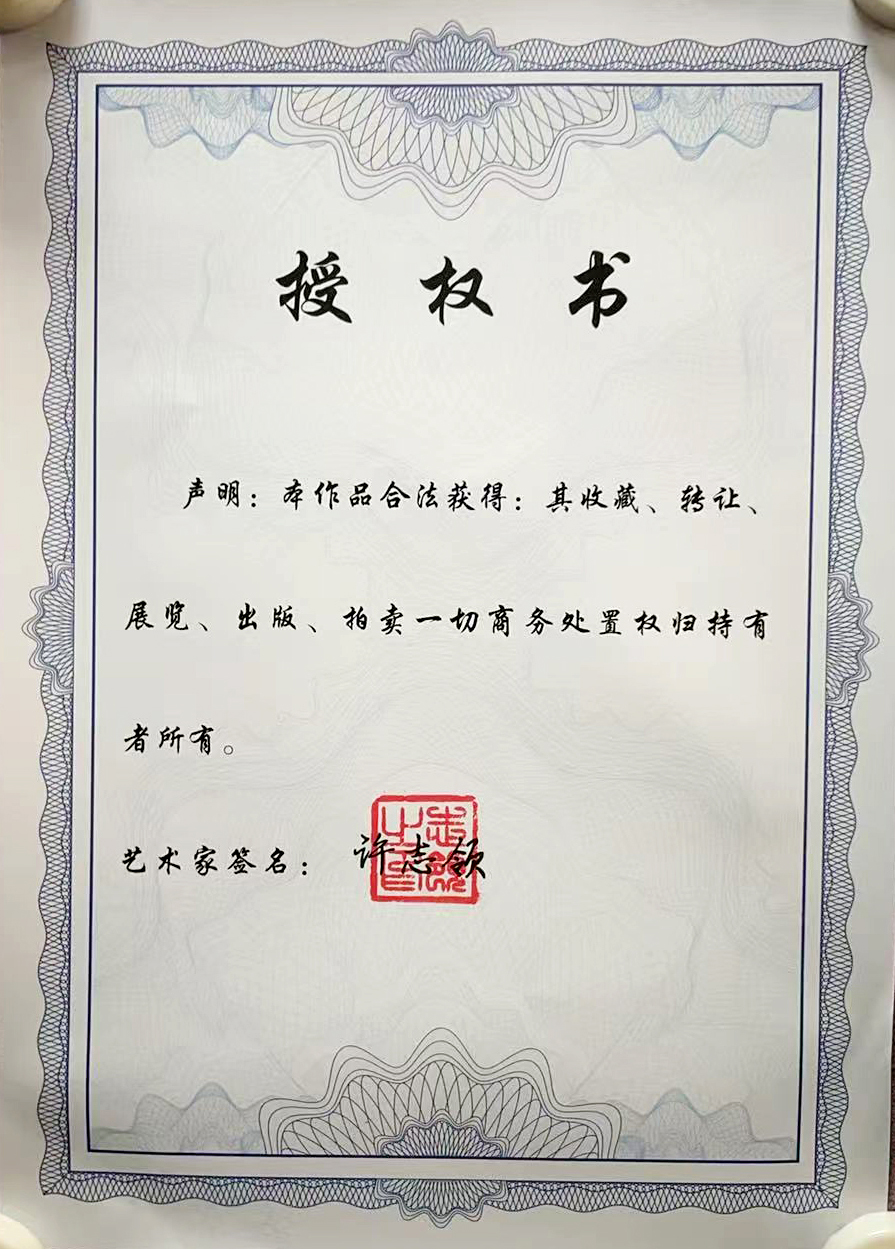 授权书
声明：本作品合法获得：其收藏、转让、
展览、出版、拍卖一切商务处置权归持有
者所有。
艺术家签名：许志领